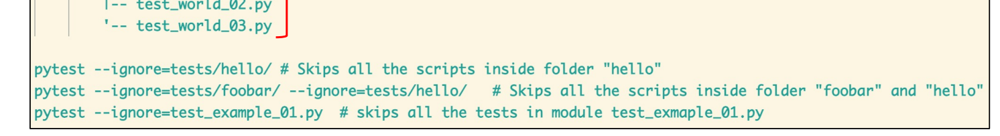 |-- test_world_02.py
'-- test_world_03.py
pytest --ignore=tests/hello/ # Skips all the scripts inside folder "hello"
pytest --ignore=tests/foobar/ --ignore=tests/hello/   # Skips all the scripts inside folder "foobar" and "hello"
pytest --ignore=test_example_01.py  # skips all the tests in module test_exmaple_01.py